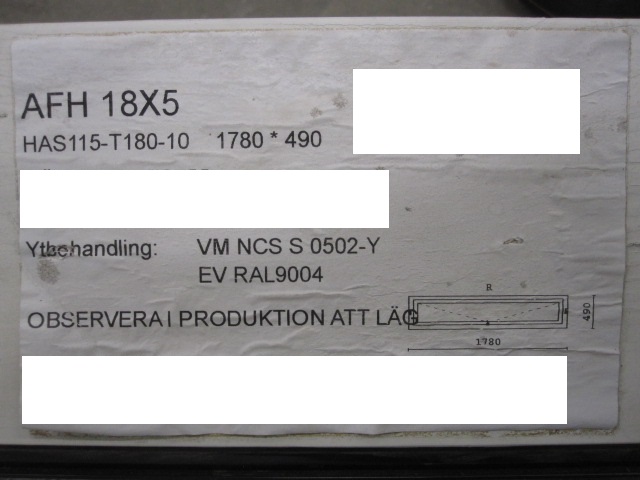 AFH 18X5
HAS115-T180-10 1780 * 490
Ytbehandling: VM NCS S 0502-Y
EV RAL9004
R
OBSERVERA I PRODUKTION ATT LÄG
490
1780